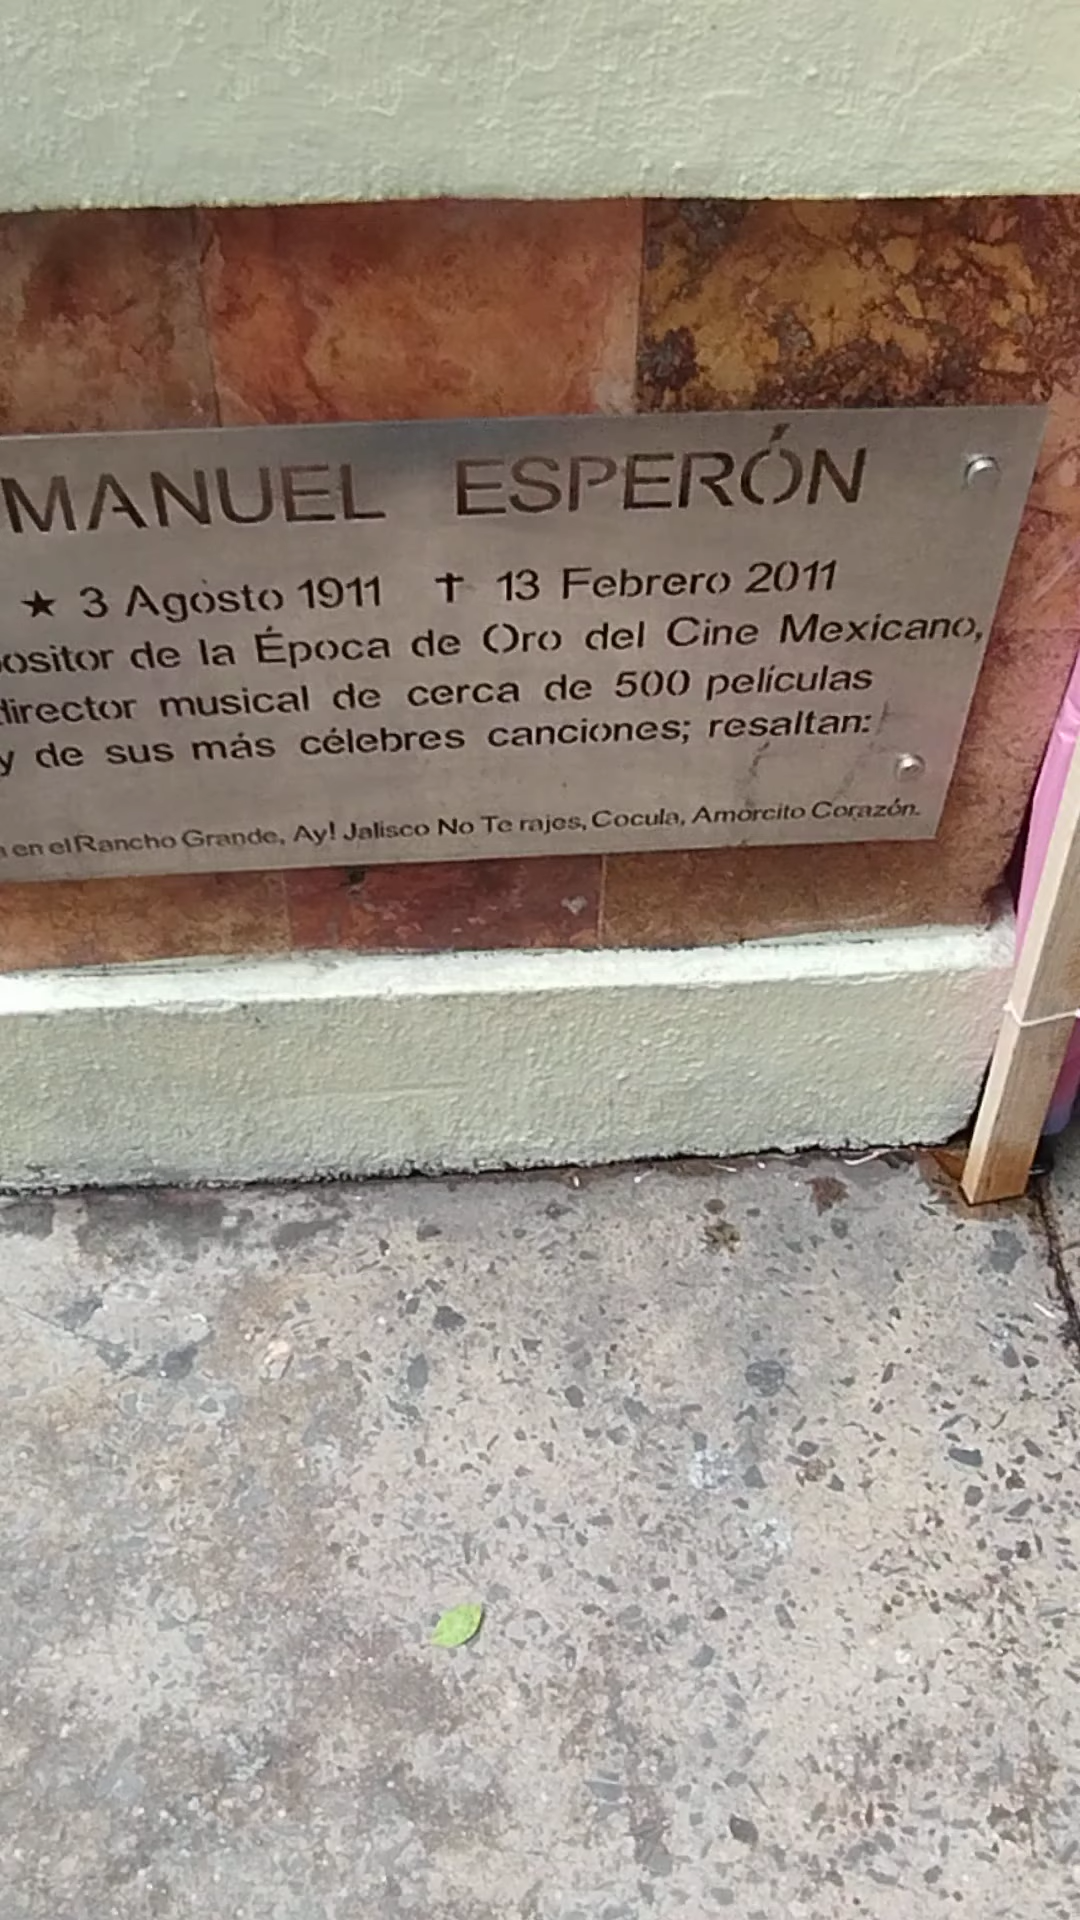 MANUEL ESPERÓN
★ 3 Agosto 1911 ✝ 13 Febrero 2011
ositor de la Época de Oro del Cine Mexicano,
director musical de cerca de 500 películas
y de sus más célebres canciones; resaltan:
en el Rancho Grande, Ay! Jalisco No Te rajes, Cocula, Amorcito Corazón.